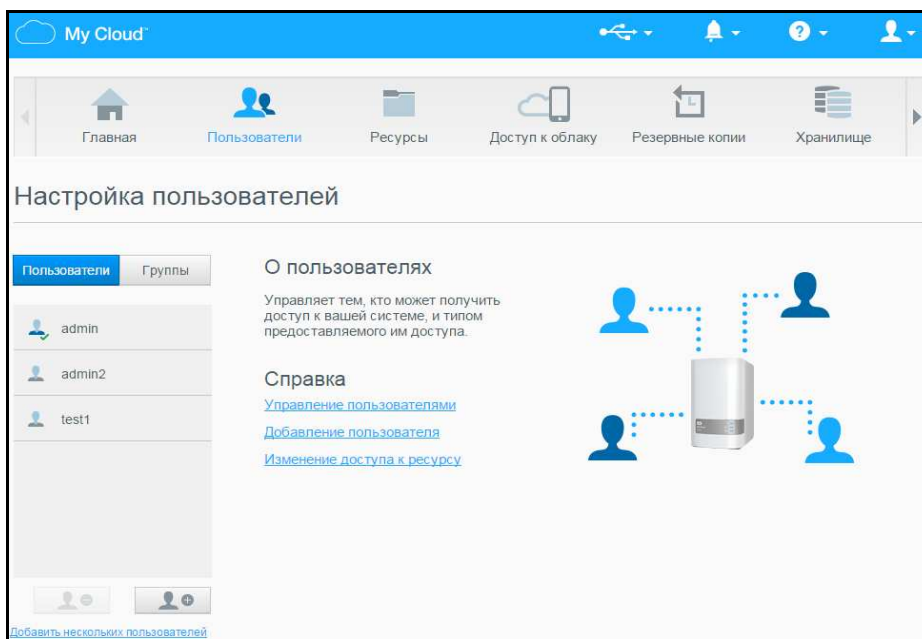 My Cloud™
Главная
Пользователи
Ресурсы
Доступ к облаку
Резервные копии
Хранилище
Настройка пользователей
Пользователи
Группы
admin
admin2
test1
Добавить нескольких пользователей
О пользователях
Управляет тем, кто может получить
доступ к вашей системе, и типом
предоставляемого им доступа.
Справка
Управление пользователями
Добавление пользователя
Изменение доступа к ресурсу